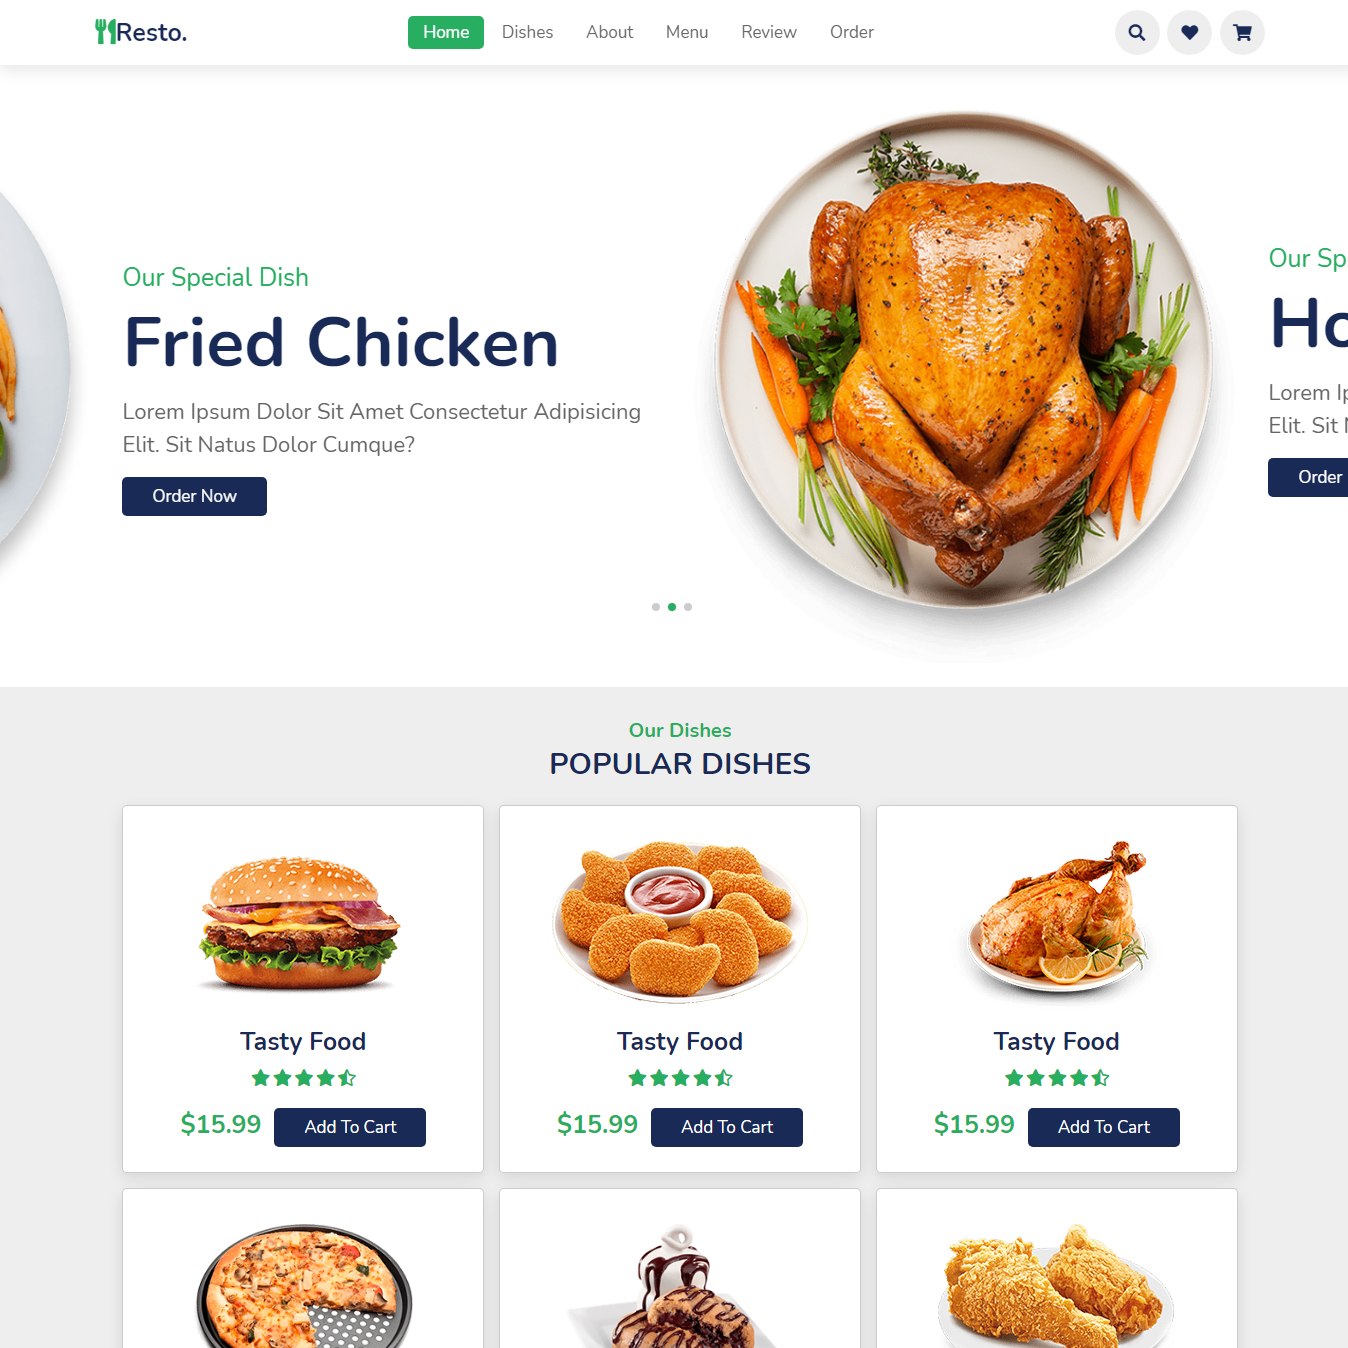 Resto.
Home Dishes About Menu Review Order
Our Special Dish
Fried Chicken
Lorem Ipsum Dolor Sit Amet Consectetur Adipisicing
Elit. Sit Natus Dolor Cumque?
Order Now
Our Sp
Ho
Lorem Ip
Elit. Sit
Order
Our Dishes
POPULAR DISHES
Tasty Food
$15.99 Add To Cart
Tasty Food
$15.99 Add To Cart
Tasty Food
$15.99 Add To Cart